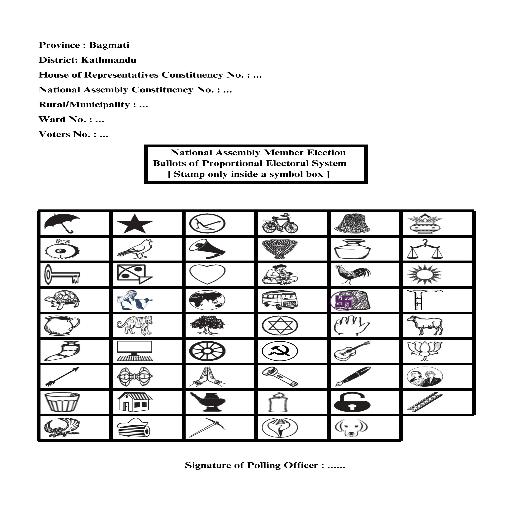 Province : Bagmati
District: Kathmandu
House of Representatives Constituency No. : ...
National Assembly Constituency No. : ...
Rural/Municipality : ...
Ward No. : ...
Voters No. : ...
National Assembly Member Election
Ballots of Proportional Electoral System
[ Stamp only inside a symbol box ]
Signature of Polling Officer : ......